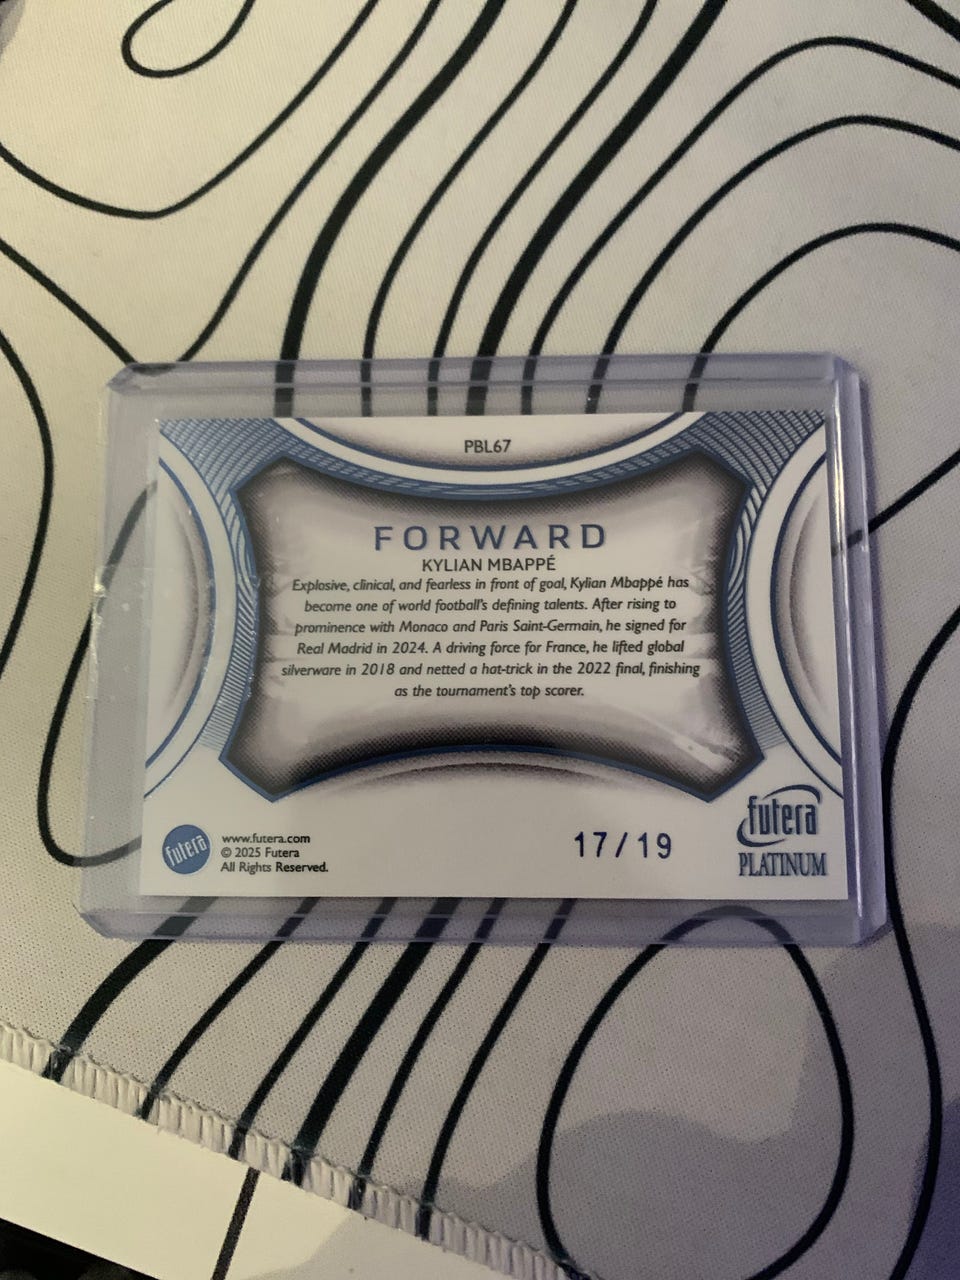 PBL67
FORWARD
KYLIAN MBAPPÉ
Explosive, clinical, and fearless in front of goal, Kylian Mbappé has
become one of world football's defining talents. After rising to
prominence with Monaco and Paris Saint-Germain, he signed for
Real Madrid in 2024. A driving force for France, he lifted global
silverware in 2018 and netted a hat-trick in the 2022 final, finishing
as the tournament's top scorer.
futera
www.futera.com
© 2025 Futera
All Rights Reserved.
17/19
futera
PLATINUM